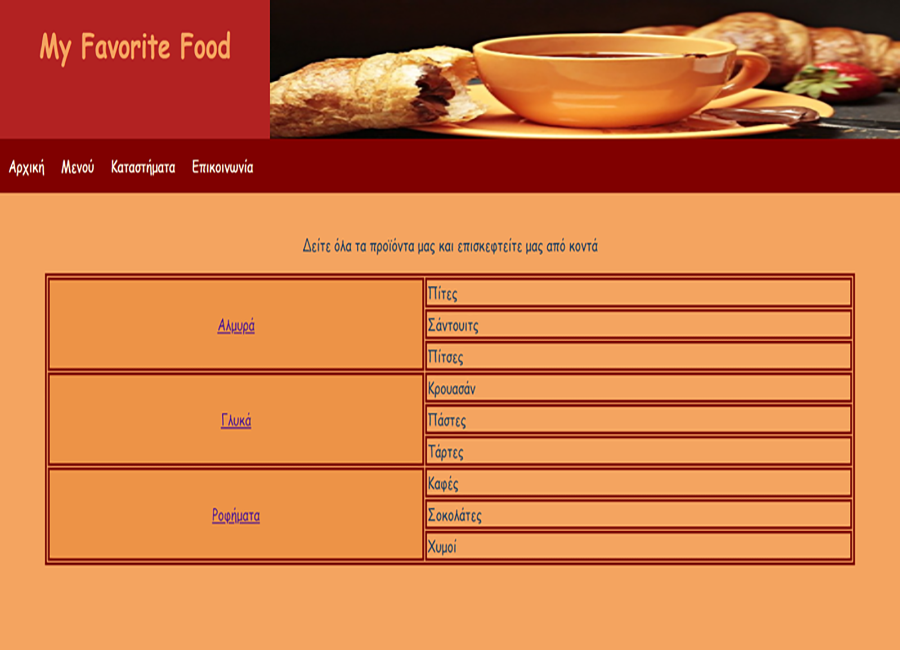 My Favorite Food
Αρχική Μενού Καταστήματα Επικοινωνία
Δείτε όλα τα προϊόντα μας και επισκεφτείτε μας από κοντά
Αλμυρά
Πίτες
Σάντουιτς
Πίτσες
Γλυκά
Κρουασάν
Πάστες
Τάρτες
Ροφήματα
Καφές
Σοκολάτες
Χυμοί